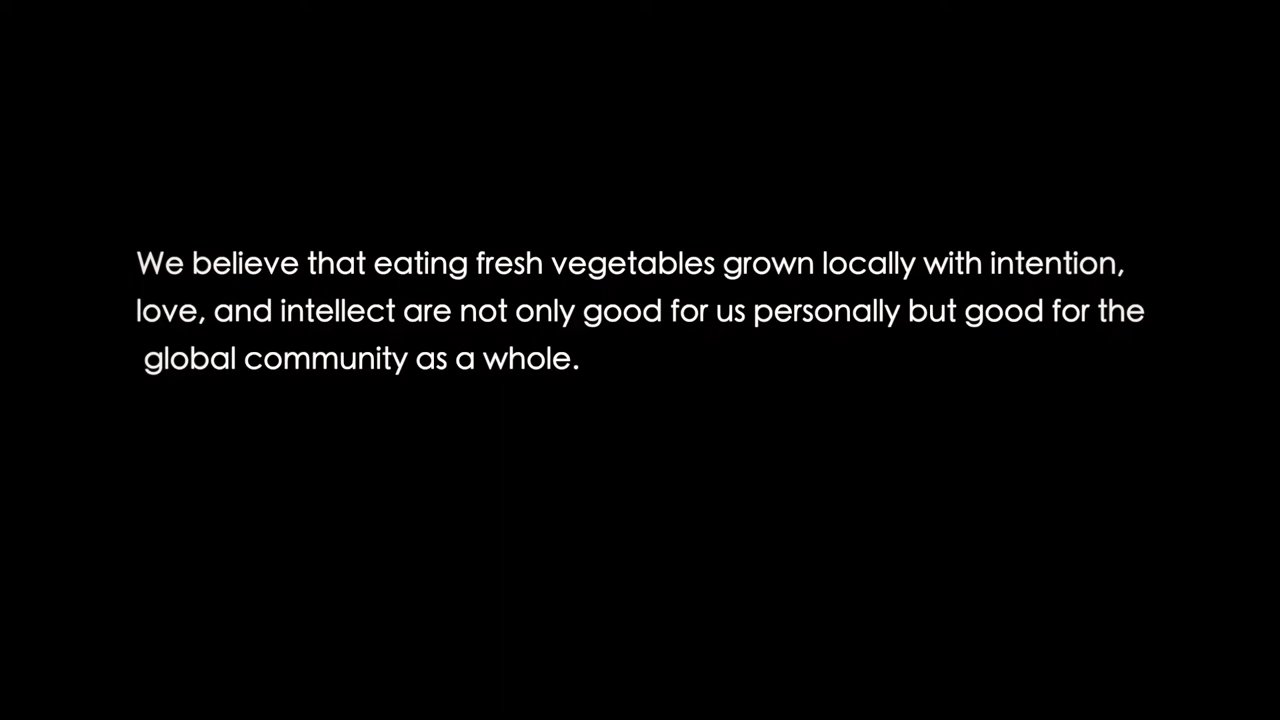 We believe that eating fresh vegetables grown locally with intention,
love, and intellect are not only good for us personally but good for the
global community as a whole.